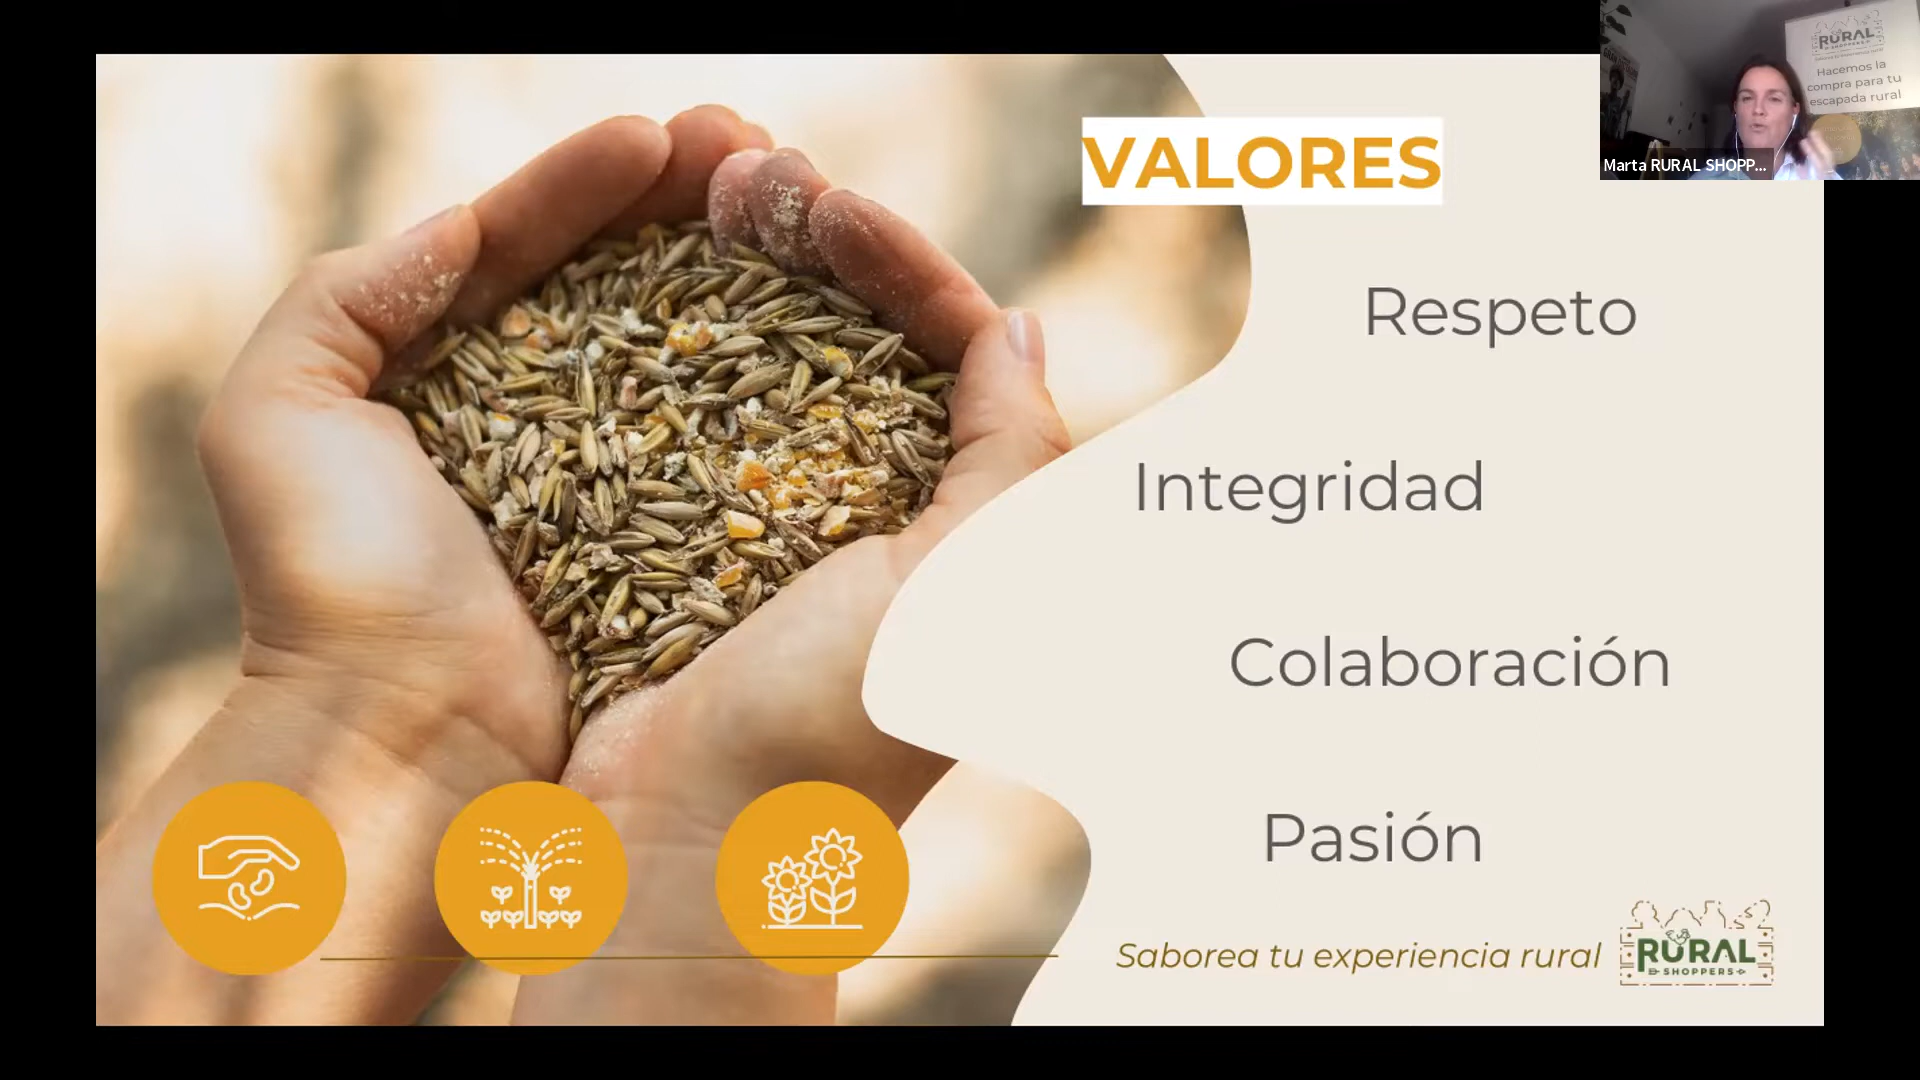 VALORES
Respeto
Integridad
Colaboración
Pasión
Saborea tu experiencia rural
RURAL
SHOPPERS
RURAL
SHOPPERS
Hacemos la
compra para tu
escapada rural
Marta RURAL SHOPP...